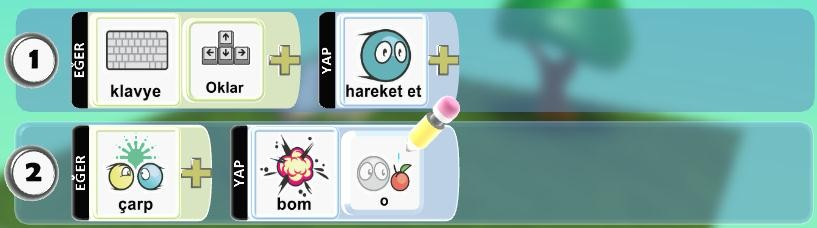 1 EĞER klavye Oklar YAP hareket et
2 EĞER çarp YAP bom o